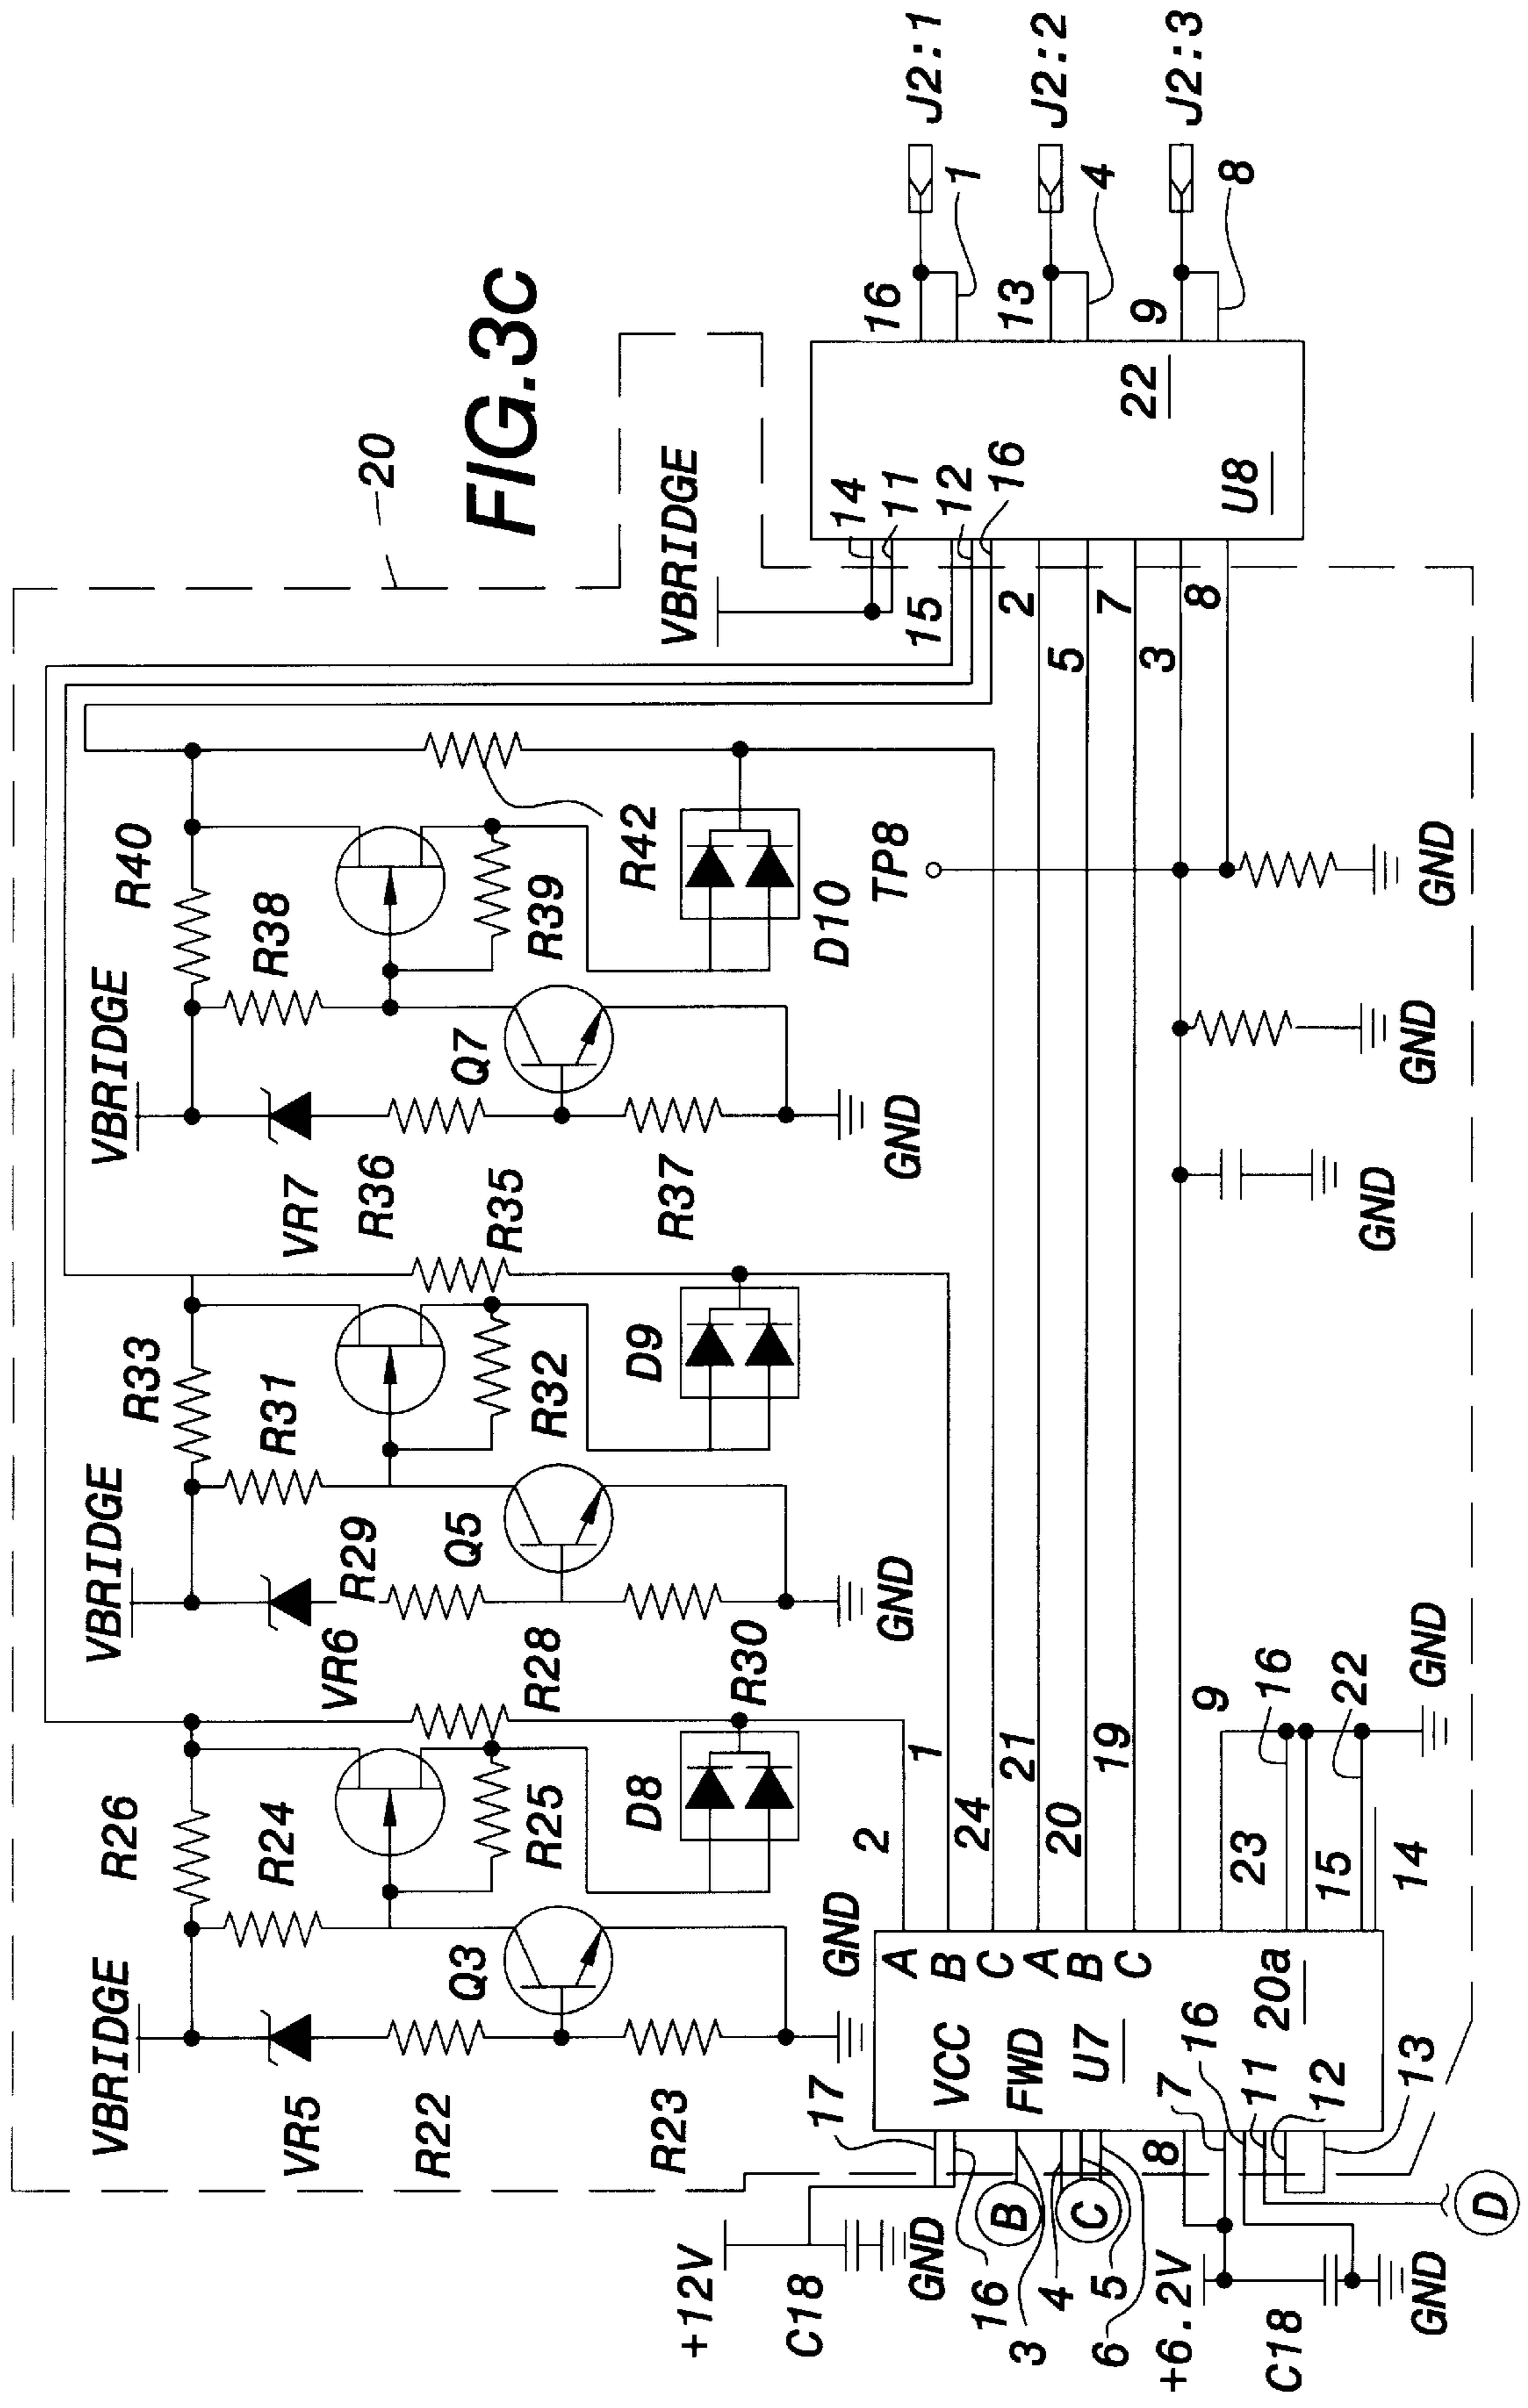 FIG.3c
20
VBRIDGE
R26
R24
VR5
R22
Q3
R25
R28
R23
D8
GND
VBRIDGE
R33
R31
VR6
R29
Q5
R32
R35
R30
D9
GND
VBRIDGE
R40
R38
VR7
R36
Q7
R39
R42
R37
D10
GND
VBRIDGE
14
11
15
12
16
2
5
7
3
8
22
U8
16
1
J2:1
13
4
J2:2
9
8
J2:3
TP8
GND
GND
GND
+12V
C18
GND
17
16
B
3
C
4
5
6
+6.2V
C18
GND
8
7
16
11
12
13
D
VCC
FWD
U7
20a
A
B
C
A
B
C
2
1
24
21
20
19
9
23
16
15
22
14
GND